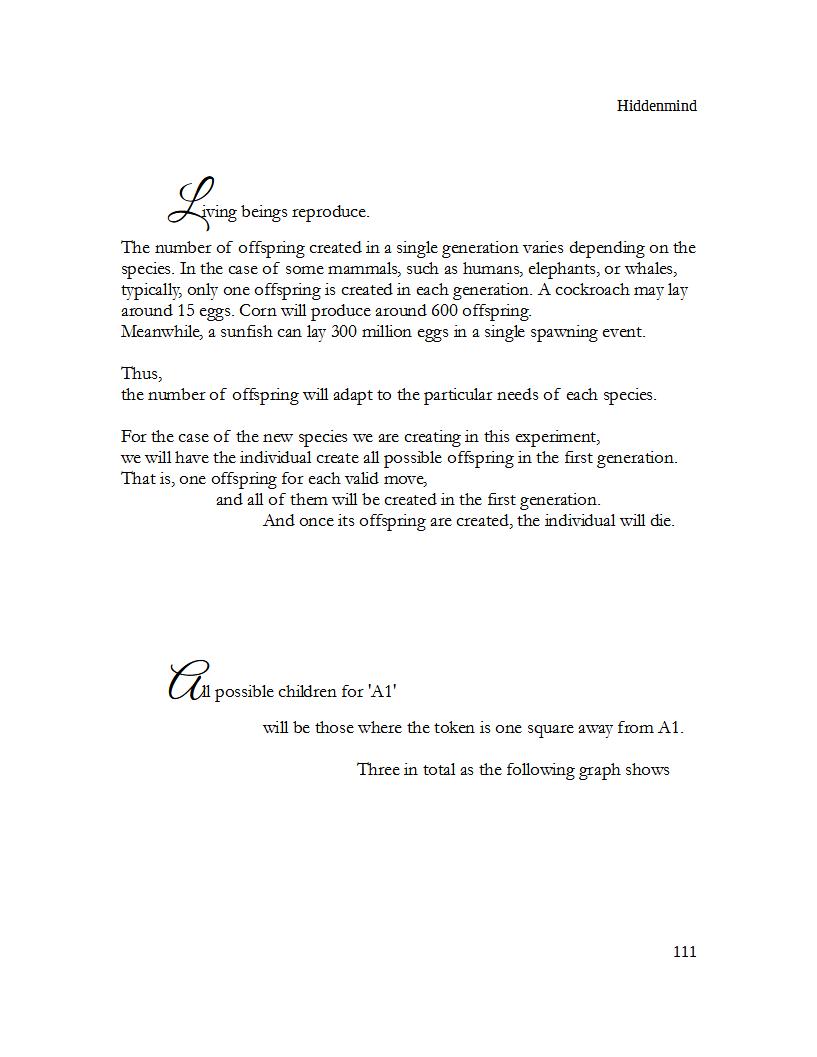 Hiddenmind
Living beings reproduce.
The number of offspring created in a single generation varies depending on the
species. In the case of some mammals, such as humans, elephants, or whales,
typically, only one offspring is created in each generation. A cockroach may lay
around 15 eggs. Corn will produce around 600 offspring.
Meanwhile, a sunfish can lay 300 million eggs in a single spawning event.
Thus,
the number of offspring will adapt to the particular needs of each species.
For the case of the new species we are creating in this experiment,
we will have the individual create all possible offspring in the first generation.
That is, one offspring for each valid move,
and all of them will be created in the first generation.
And once its offspring are created, the individual will die.
All possible children for 'A1'
will be those where the token is one square away from A1.
Three in total as the following graph shows
111